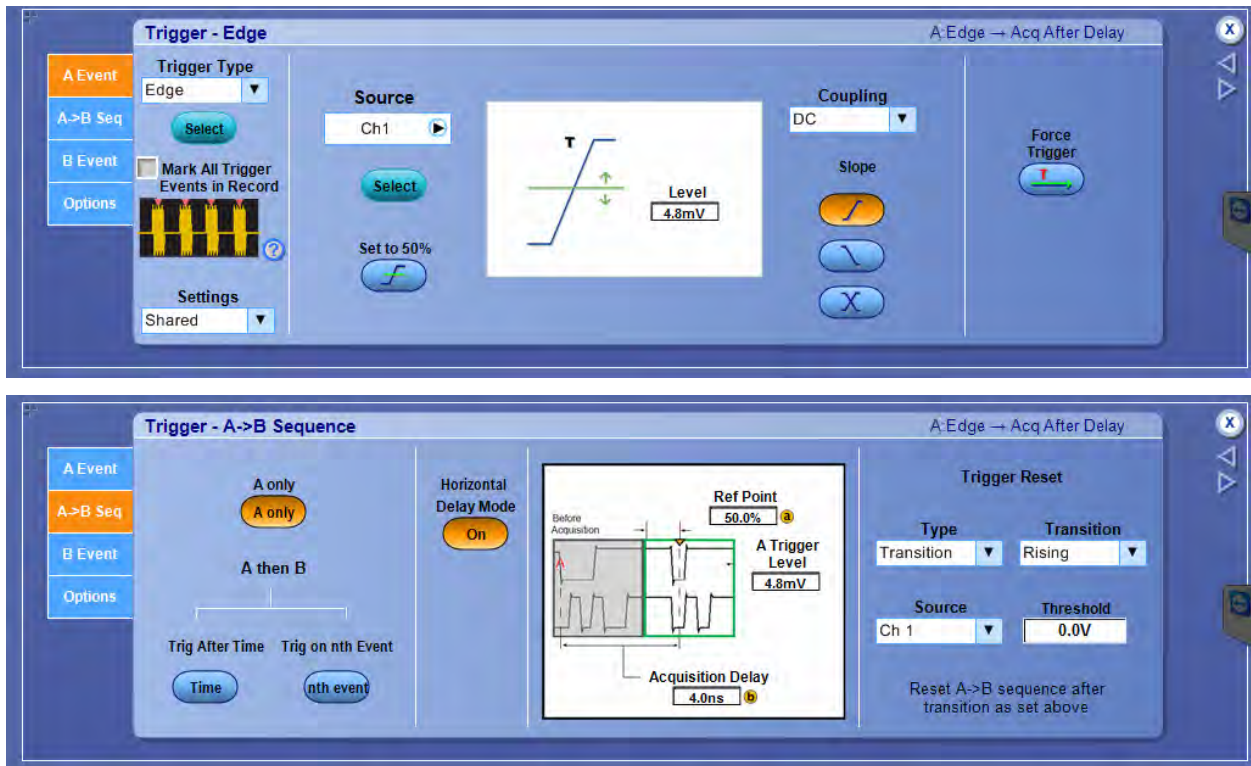 Trigger - Edge
A:Edge → Acq After Delay
X
A Event
A->B Seq
B Event
Options
Trigger Type
Edge
Select
Mark All Trigger
Events in Record
?
Settings
Shared
Source
Ch1
Select
Set to 50%
T
Level
4.8mV
Coupling
DC
Slope
Force
Trigger
T
Trigger - A->B Sequence
A:Edge → Acq After Delay
X
A Event
A->B Seq
B Event
Options
A only
A only
A then B
Trig After Time
Trig on nth Event
Time
nth event
Horizontal
Delay Mode
On
Before
Acquisition
A
Ref Point
50.0% a
A Trigger
Level
4.8mV
Acquisition Delay
4.0ns b
Trigger Reset
Type
Transition
Transition
Rising
Source
Ch 1
Threshold
0.0V
Reset A->B sequence after
transition as set above